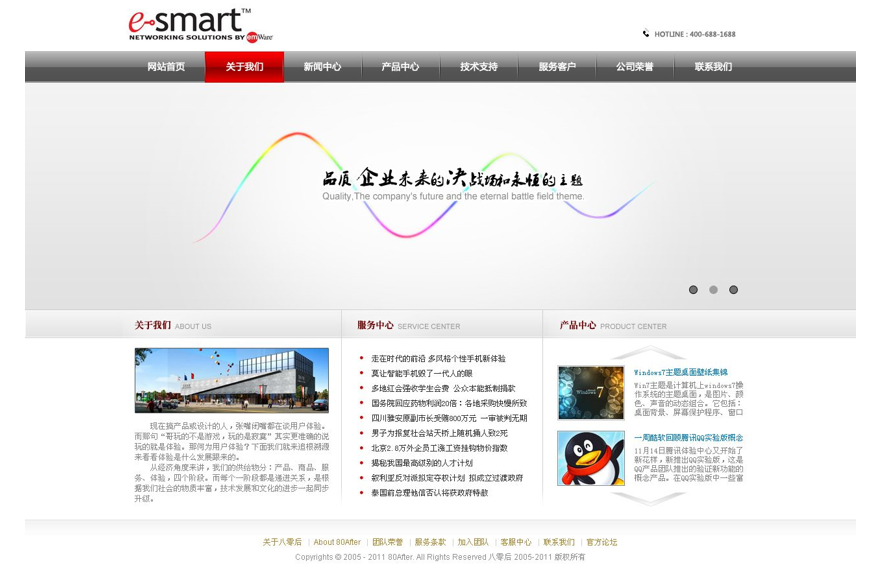 e-smart™
NETWORKING SOLUTIONS BY emWare
HOTLINE : 400-688-1688
网站首页 关于我们 新闻中心 产品中心 技术支持 服务客户 公司荣誉 联系我们
品质 企业未来的决战场和永恒的主题
Quality,The company's future and the eternal battle field theme.
关于我们 ABOUT US
现在搞产品或设计的人，张嘴闭嘴都在谈用户体验。
而那句“哥玩的不是游戏，玩的是寂寞”其实更准确的说
玩的就是体验。那何为用户体验？下面我们就来追根溯源
来看看体验是什么发展跟来的。
从经济角度来讲，我们的供给物分：产品、商品、服
务、体验，四个阶段。而每个一阶段都是递进关系，是根
据我们社会的物质丰富，技术发展和文化的进步一起同步
升级。
服务中心 SERVICE CENTER
走在时代的前沿 多风格个性手机新体验
莫让智能手机毁了一代人的眼
多地红会强收学生会费 公众本能抵制捐款
国务院回应药物利润20倍：各地采购快慢所致
四川雅安原副市长受贿800万元 一审被判无期
男子为报复社会站天桥上随机捅人致2死
北京2.8万外企员工涨工资挂钩物价指数
揭秘我国最高级别的人才计划
叙利亚反对派拟定夺权计划 拟成立过渡政府
泰国前总理他信否认将获政府特赦
产品中心 PRODUCT CENTER
Windows7
Windows7主题桌面壁纸集锦
Win7主题是计算机上windows7操
作系统的主题桌面，是图片、颜
色、声音的动态组合。它包括：
桌面背景、屏幕保护程序、窗口
一周酷软回顾腾讯QQ实验版概念
11月14日腾讯体验中心又开始了
新花样，新推出QQ实验版，这是
QQ产品团队推出的验证新功能的
概念产品。在QQ实验版中一些富
关于八零后 | About 80After | 团队荣誉 | 服务条款 | 加入团队 | 客服中心 | 联系我们 | 官方论坛
Copyrights © 2005 - 2011 80After. All Rights Reserved 八零后 2005-2011 版权所有